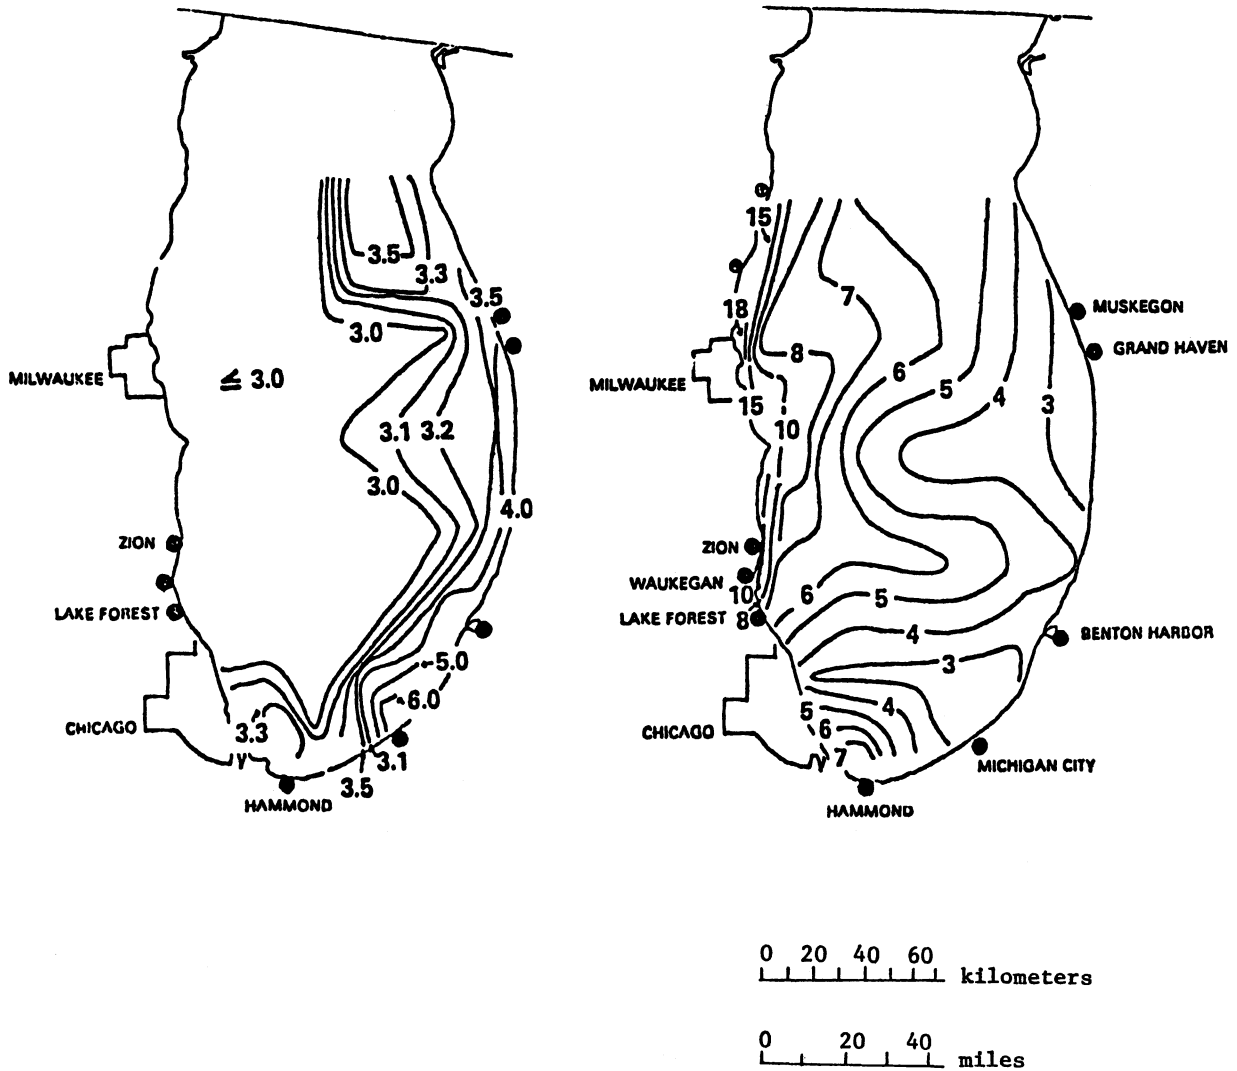 3.5
3.3
3.5
3.0
MILWAUKEE
≤ 3.0
3.1 3.2
3.0
4.0
ZION
LAKE FOREST
5.0
6.0
CHICAGO
3.3
3.1
3.5
HAMMOND
15
7
18
MUSKEGON
8
GRAND HAVEN
6
MILWAUKEE
5
4
3
15
10
ZION
WAUKEGAN
10
6
5
LAKE FOREST
8
4
BENTON HARBOR
3
5
4
CHICAGO
6
7
MICHIGAN CITY
HAMMOND
0 20 40 60
kilometers
0 20 40
miles